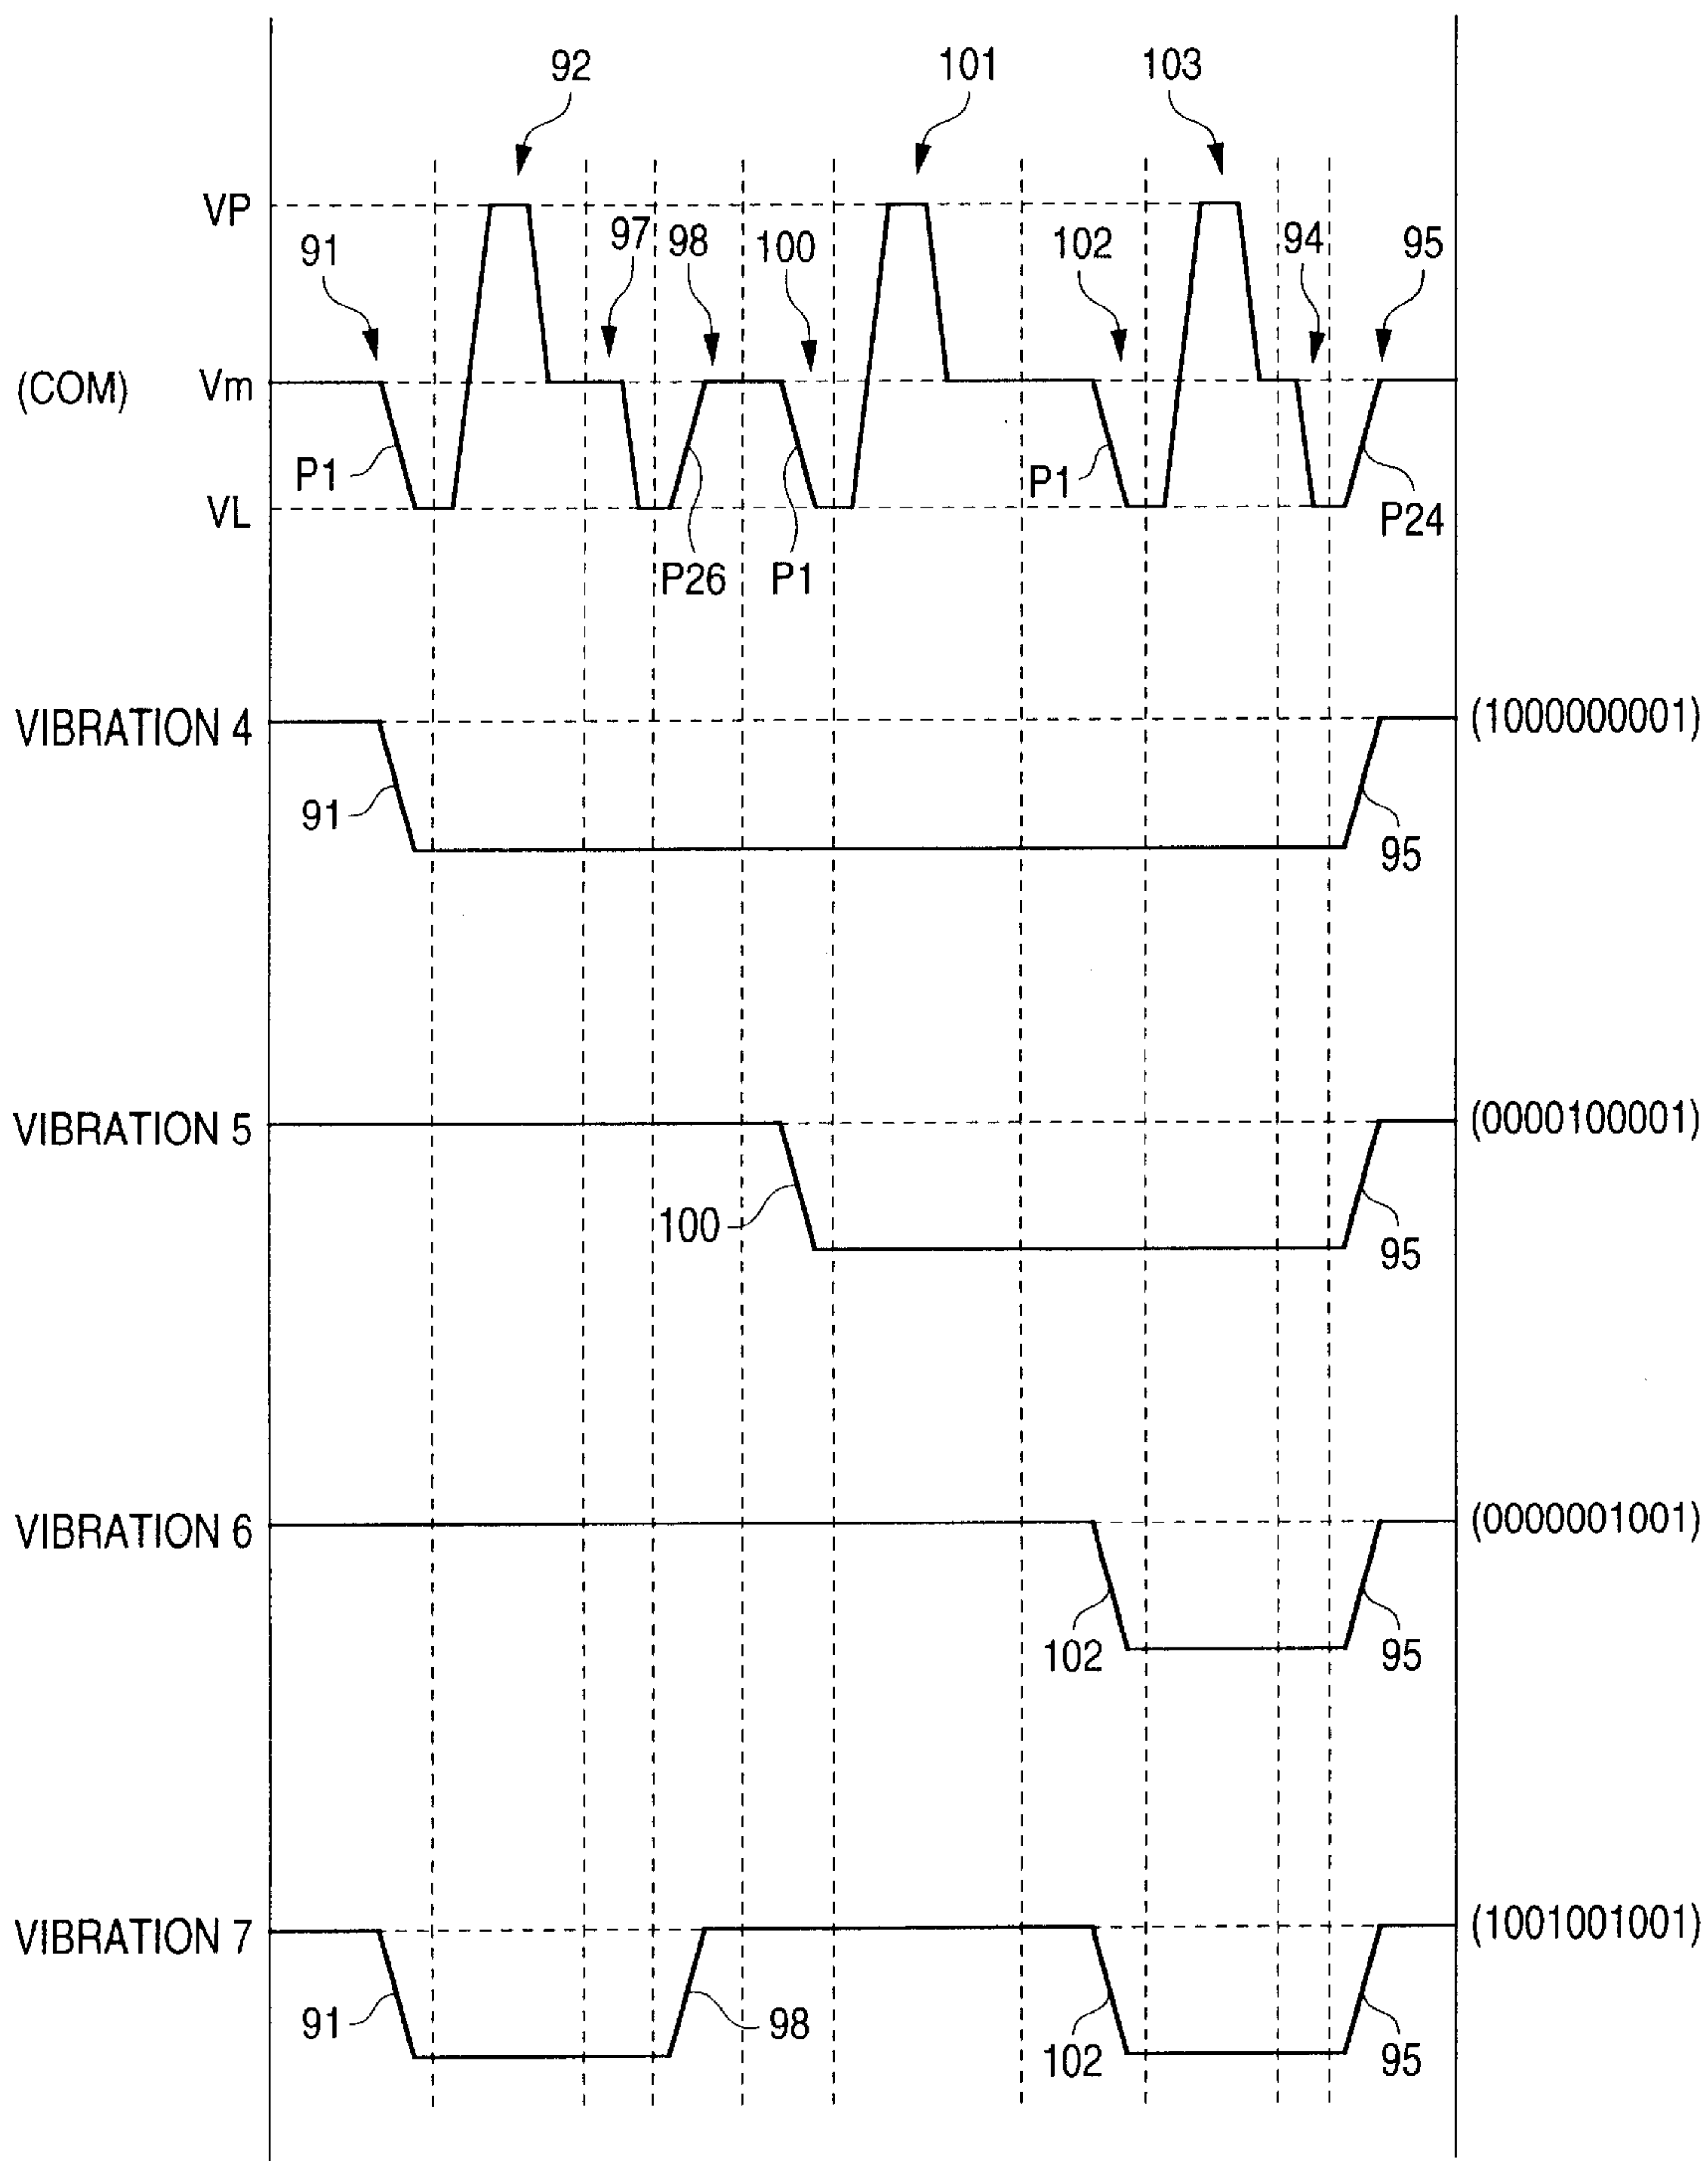 92 101 103
VP
91 97 98 100 102 94 95
(COM) Vm
P1 P1
VL P24
P26 P1
VIBRATION 4 (1000000001)
91 95
VIBRATION 5 (0000100001)
100 95
VIBRATION 6 (0000001001)
102 95
VIBRATION 7 (1001001001)
91 98 102 95